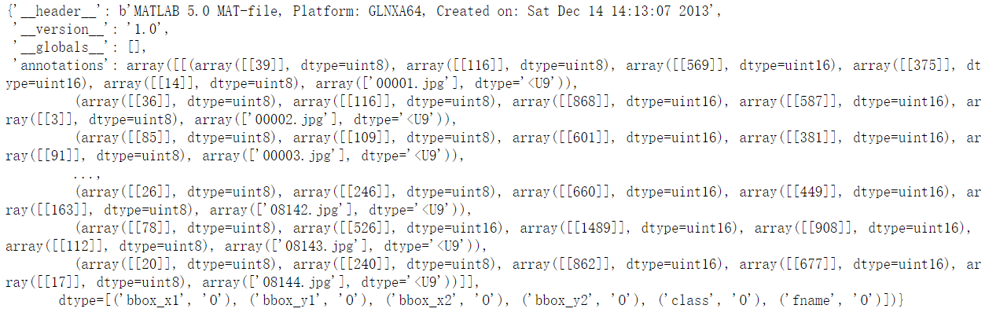 {'__header__': b'MATLAB 5.0 MAT-file, Platform: GLNXA64, Created on: Sat Dec 14 14:13:07 2013',
'__version__': '1.0',
'__globals__': [],
'annotations': array([[(array([[39]], dtype=uint8), array([[116]], dtype=uint8), array([[569]], dtype=uint16), array([[375]], dt
ype=uint16), array([[14]], dtype=uint8), array(['00001.jpg'], dtype='<U9')),
(array([[36]], dtype=uint8), array([[116]], dtype=uint8), array([[868]], dtype=uint16), array([[587]], dtype=uint16), ar
ray([[3]], dtype=uint8), array(['00002.jpg'], dtype='<U9')),
(array([[85]], dtype=uint8), array([[109]], dtype=uint8), array([[601]], dtype=uint16), array([[381]], dtype=uint16), ar
ray([[91]], dtype=uint8), array(['00003.jpg'], dtype='<U9')),
...,
(array([[26]], dtype=uint8), array([[246]], dtype=uint8), array([[660]], dtype=uint16), array([[449]], dtype=uint16), ar
ray([[163]], dtype=uint8), array(['08142.jpg'], dtype='<U9')),
(array([[78]], dtype=uint8), array([[526]], dtype=uint16), array([[1489]], dtype=uint16), array([[908]], dtype=uint16),
array([[112]], dtype=uint8), array(['08143.jpg'], dtype='<U9')),
(array([[20]], dtype=uint8), array([[240]], dtype=uint8), array([[862]], dtype=uint16), array([[677]], dtype=uint16), ar
ray([[17]], dtype=uint8), array(['08144.jpg'], dtype='<U9'))]],
dtype=[('bbox_x1', 'O'), ('bbox_y1', 'O'), ('bbox_x2', 'O'), ('bbox_y2', 'O'), ('class', 'O'), ('fname', 'O')])}